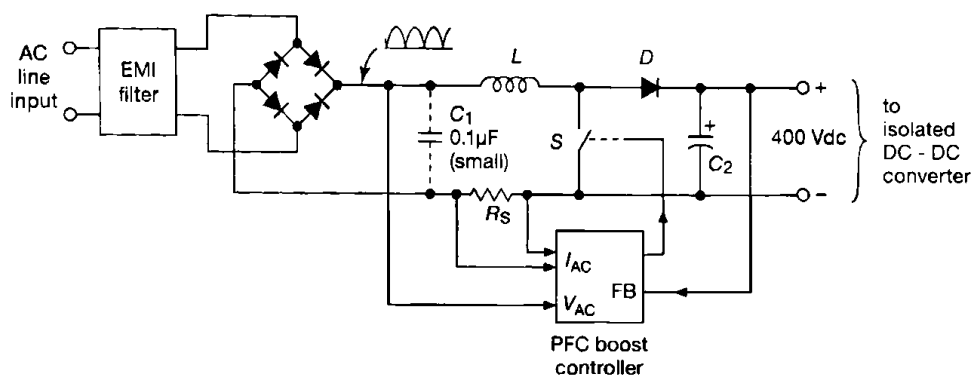 AC
line
input
EMI
filter
C1
0.1µF
(small)
L
D
S
+
C2
+
400 Vdc
−
to
isolated
DC - DC
converter
RS
IAC
VAC
FB
PFC boost
controller